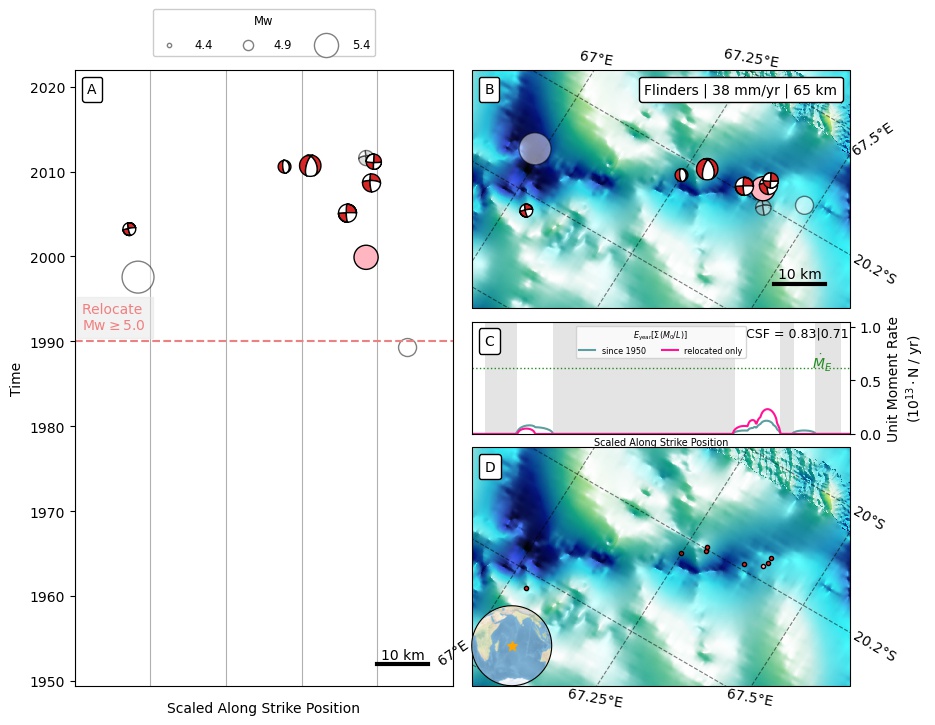 Mw
4.4 4.9 5.4
A
2020
2010
2000
1990
1980
1970
1960
1950
Time
Relocate
Mw ≥ 5.0
10 km
Scaled Along Strike Position
67°E 67.25°E
B
Flinders | 38 mm/yr | 65 km
67.5°E
20.2°S
10 km
C
E_year[Σ(M₀/L)]
since 1950 relocated only
CSF = 0.83|0.71
Ṁ_E
1.0
0.5
0.0
Unit Moment Rate
(10¹³ · N / yr)
Scaled Along Strike Position
D
20°S
20.2°S
67°E
67.25°E 67.5°E